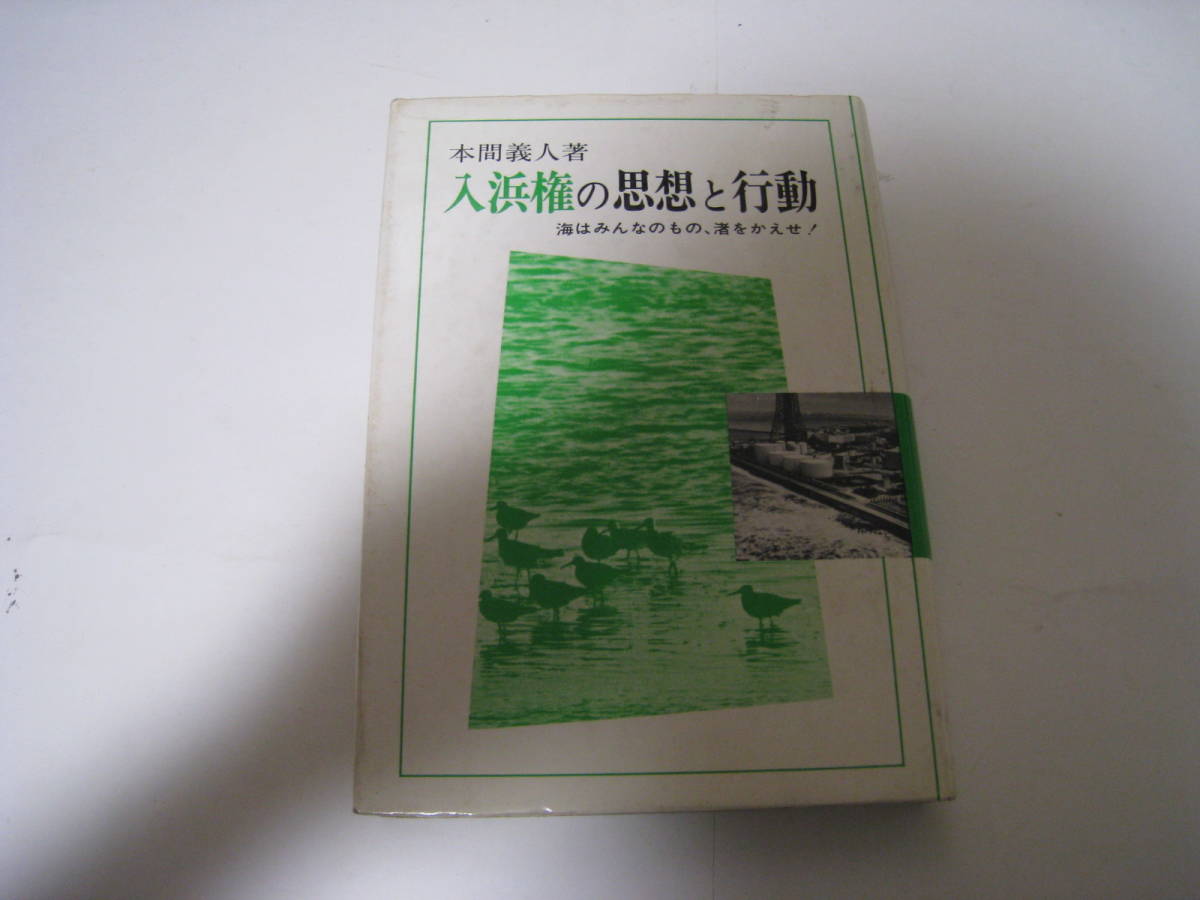 本間義人著
入浜権の思想と行動
海はみんなのもの、渚をかえせ!